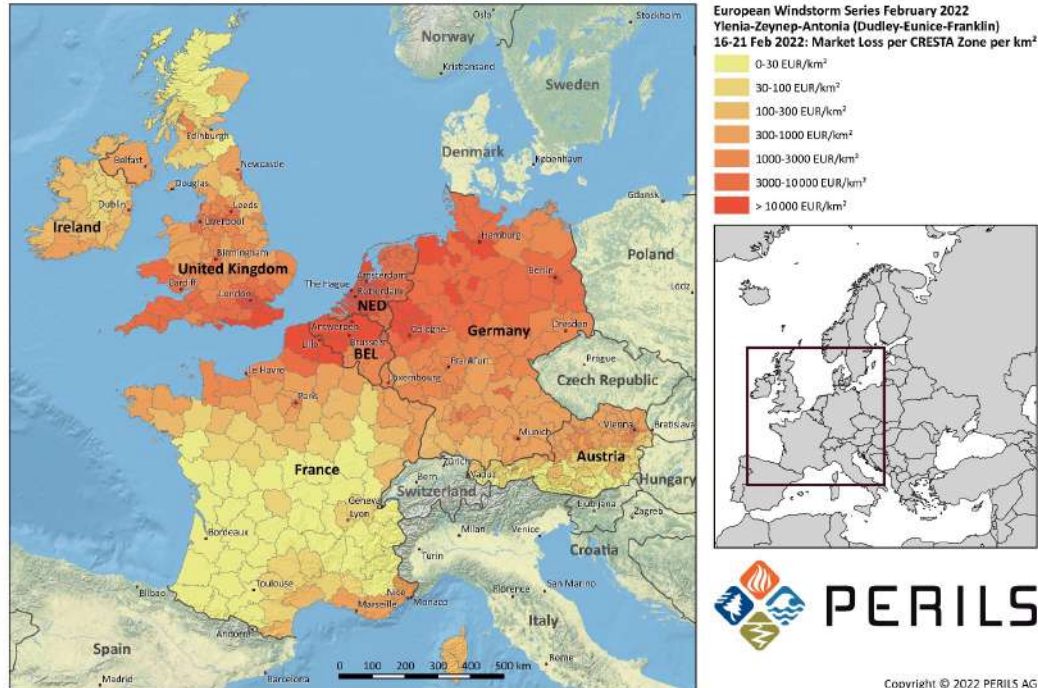 European Windstorm Series February 2022
Ylenia-Zeynep-Antonia (Dudley-Eunice-Franklin)
16-21 Feb 2022: Market Loss per CRESTA Zone per km²
0-30 EUR/km²
30-100 EUR/km²
100-300 EUR/km²
300-1000 EUR/km²
1000-3000 EUR/km²
3000-10 000 EUR/km²
> 10 000 EUR/km²
Oslo
Stockholm
Norway
Kristiansand
Sweden
Edinburgh
Denmark
København
Belfast
Newcastle
Douglas
Gdansk
Dublin
Leeds
Liverpool
Ireland
Hamburg
Poland
Birmingham
United Kingdom
Amsterdam
Berlin
The Hague
Rotterdam
Cardiff
London
NED
Lódz
Antwerpen
Cologne
Germany
Dresden
Lille
Brussels
BEL
Frankfurt
Prague
Le Havre
Luxembourg
Czech Republic
Paris
Munich
Vienna
Bratislava
Austria
France
Zürich
Bern
Vaduz
Hungary
Switzerland
Geneva
Lyon
Ljubljana
Zagreb
Milan
Venice
Bordeaux
Turin
Croatia
Toulouse
Nice
San Marino
Bilbao
Marseille
Monaco
Florence
Andorra
Italy
Spain
0 100 200 300 400 500 km
Rome
Madrid
Barcelona
PERILS
Copyright © 2022 PERILS AG